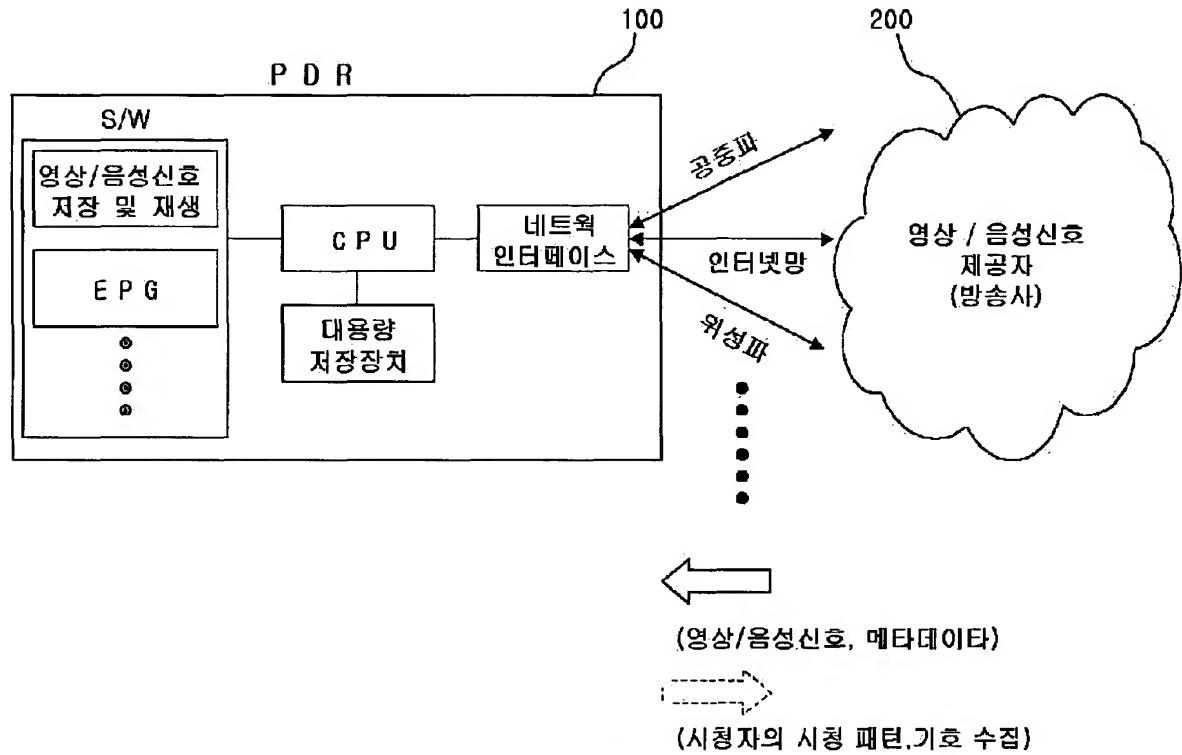 100
200
P D R
S/W
영상/음성신호
저장 및 재생
E P G
C P U
대용량
저장장치
네트웍
인터페이스
공중파
인터넷망
위성파
영상 / 음성신호
제공자
(방송사)
(영상/음성신호, 메타데이타)
(시청자의 시청 패턴,기호 수집)